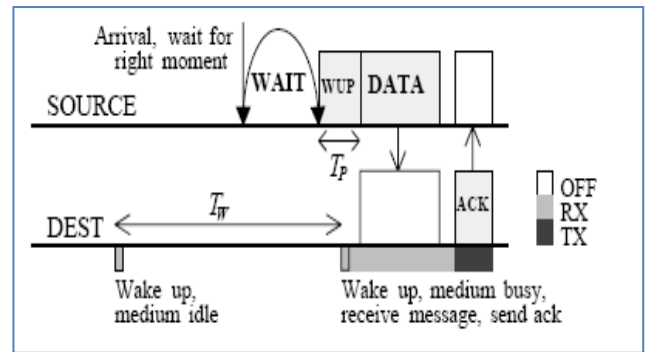 Arrival, wait for
right moment
WAIT
WUP
DATA
SOURCE
T_P
T_W
DEST
ACK
OFF
RX
TX
Wake up,
medium idle
Wake up, medium busy,
receive message, send ack